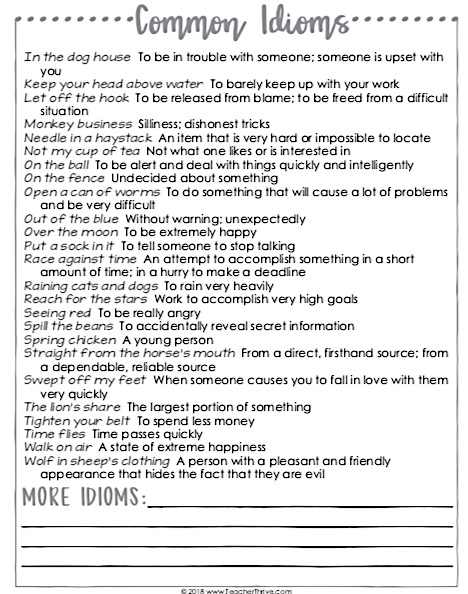 Common Idioms
In the dog house To be in trouble with someone; someone is upset with
you
Keep your head above water To barely keep up with your work
Let off the hook To be released from blame; to be freed from a difficult
situation
Monkey business Silliness; dishonest tricks
Needle in a haystack An item that is very hard or impossible to locate
Not my cup of tea Not what one likes or is interested in
On the ball To be alert and deal with things quickly and intelligently
On the fence Undecided about something
Open a can of worms To do something that will cause a lot of problems
and be very difficult
Out of the blue Without warning; unexpectedly
Over the moon To be extremely happy
Put a sock in it To tell someone to stop talking
Race against time An attempt to accomplish something in a short
amount of time; in a hurry to make a deadline
Raining cats and dogs To rain very heavily
Reach for the stars Work to accomplish very high goals
Seeing red To be really angry
Spill the beans To accidentally reveal secret information
Spring chicken A young person
Straight from the horse's mouth From a direct, firsthand source; from
a dependable, reliable source
Swept off my feet When someone causes you to fall in love with them
very quickly
The lion's share The largest portion of something
Tighten your belt To spend less money
Time flies Time passes quickly
Walk on air A state of extreme happiness
Wolf in sheep's clothing A person with a pleasant and friendly
appearance that hides the fact that they are evil
MORE IDIOMS:
© 2018 www.TeacherThrive.com